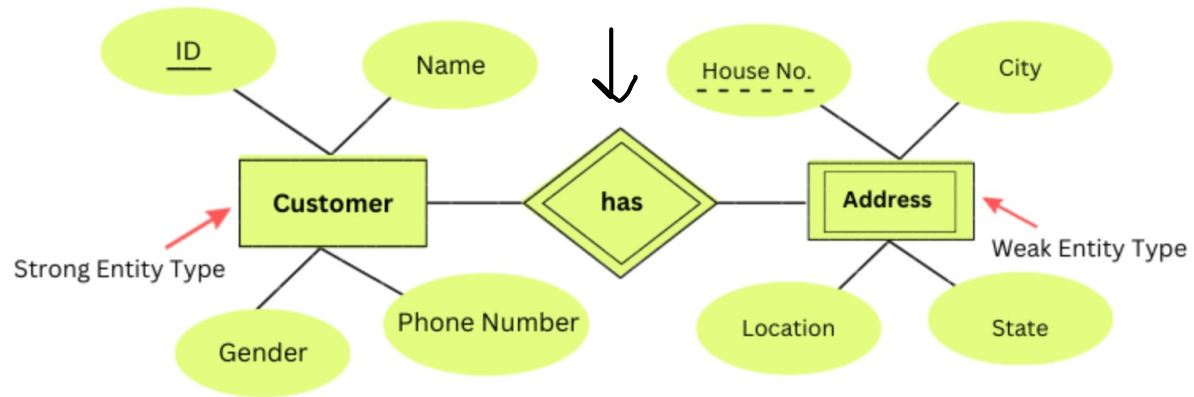 ID
Name
House No.
City
Customer
has
Address
Strong Entity Type
Weak Entity Type
Gender
Phone Number
Location
State